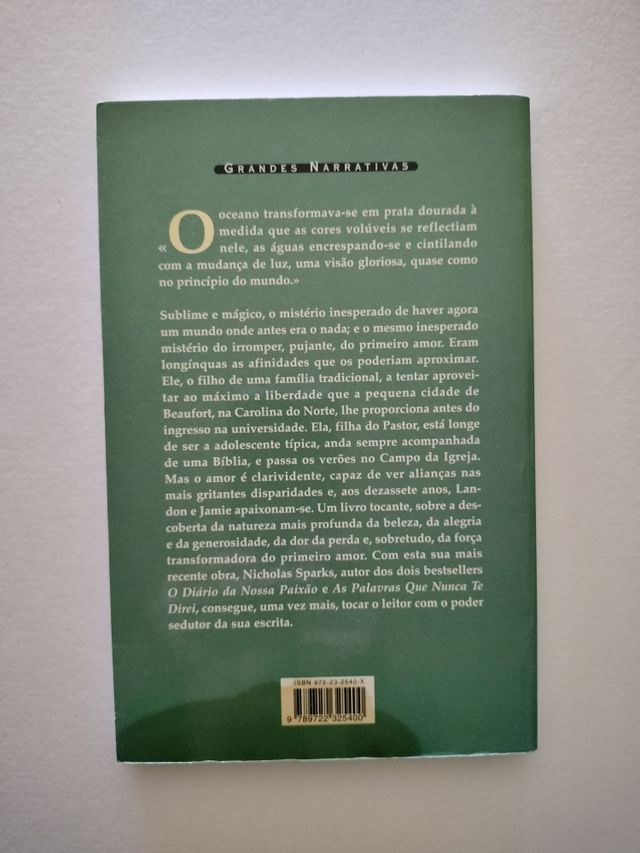 GRANDES NARRATIVAS
«O oceano transformava-se em prata dourada à
medida que as cores volúveis se reflectiam
nele, as águas encrespando-se e cintilando
com a mudança de luz, uma visão gloriosa, quase como
no princípio do mundo.»
Sublime e mágico, o mistério inesperado de haver agora
um mundo onde antes era o nada; e o mesmo inesperado
mistério do irromper, pujante, do primeiro amor. Eram
longínquas as afinidades que os poderiam aproximar.
Ele, o filho de uma família tradicional, a tentar aprovei-
tar ao máximo a liberdade que a pequena cidade de
Beaufort, na Carolina do Norte, lhe proporciona antes do
ingresso na universidade. Ela, filha do Pastor, está longe
de ser a adolescente típica, anda sempre acompanhada
de uma Bíblia, e passa os verões no Campo da Igreja.
Mas o amor é clarividente, capaz de ver alianças nas
mais gritantes disparidades e, aos dezassete anos, Lan-
don e Jamie apaixonam-se. Um livro tocante, sobre a des-
coberta da natureza mais profunda da beleza, da alegria
e da generosidade, da dor da perda e, sobretudo, da força
transformadora do primeiro amor. Com esta sua mais
recente obra, Nicholas Sparks, autor dos dois bestsellers
O Diário da Nossa Paixão e As Palavras Que Nunca Te
Direi, consegue, uma vez mais, tocar o leitor com o poder
sedutor da sua escrita.
ISBN 972-23-2540-X
9 789722 325400